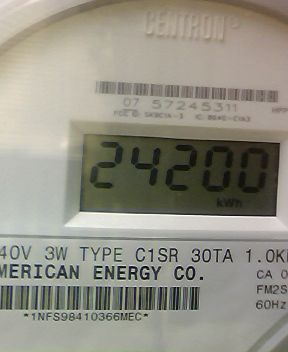 CENTRON®
07 57245311
24200
kWh
40V 3W TYPE C1SR 30TA 1.0K
MERICAN ENERGY CO.
CA 0
FM2S
60Hz
*1NFS98410366MEC*